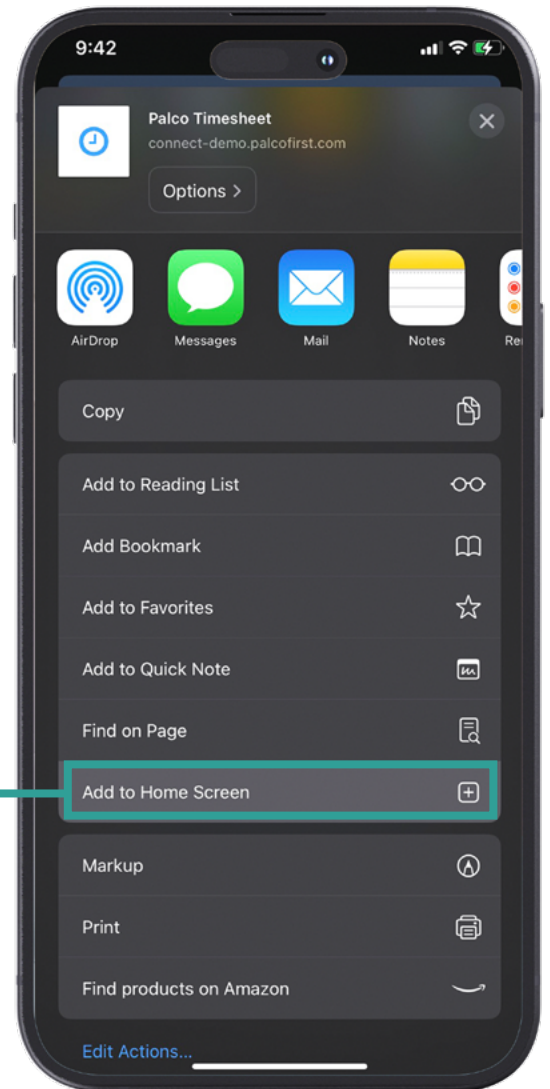 9:42
Palco Timesheet
connect-demo.palcofirst.com
Options >
AirDrop
Messages
Mail
Notes
Re
Copy
Add to Reading List
Add Bookmark
Add to Favorites
Add to Quick Note
Find on Page
Add to Home Screen
Markup
Print
Find products on Amazon
Edit Actions...